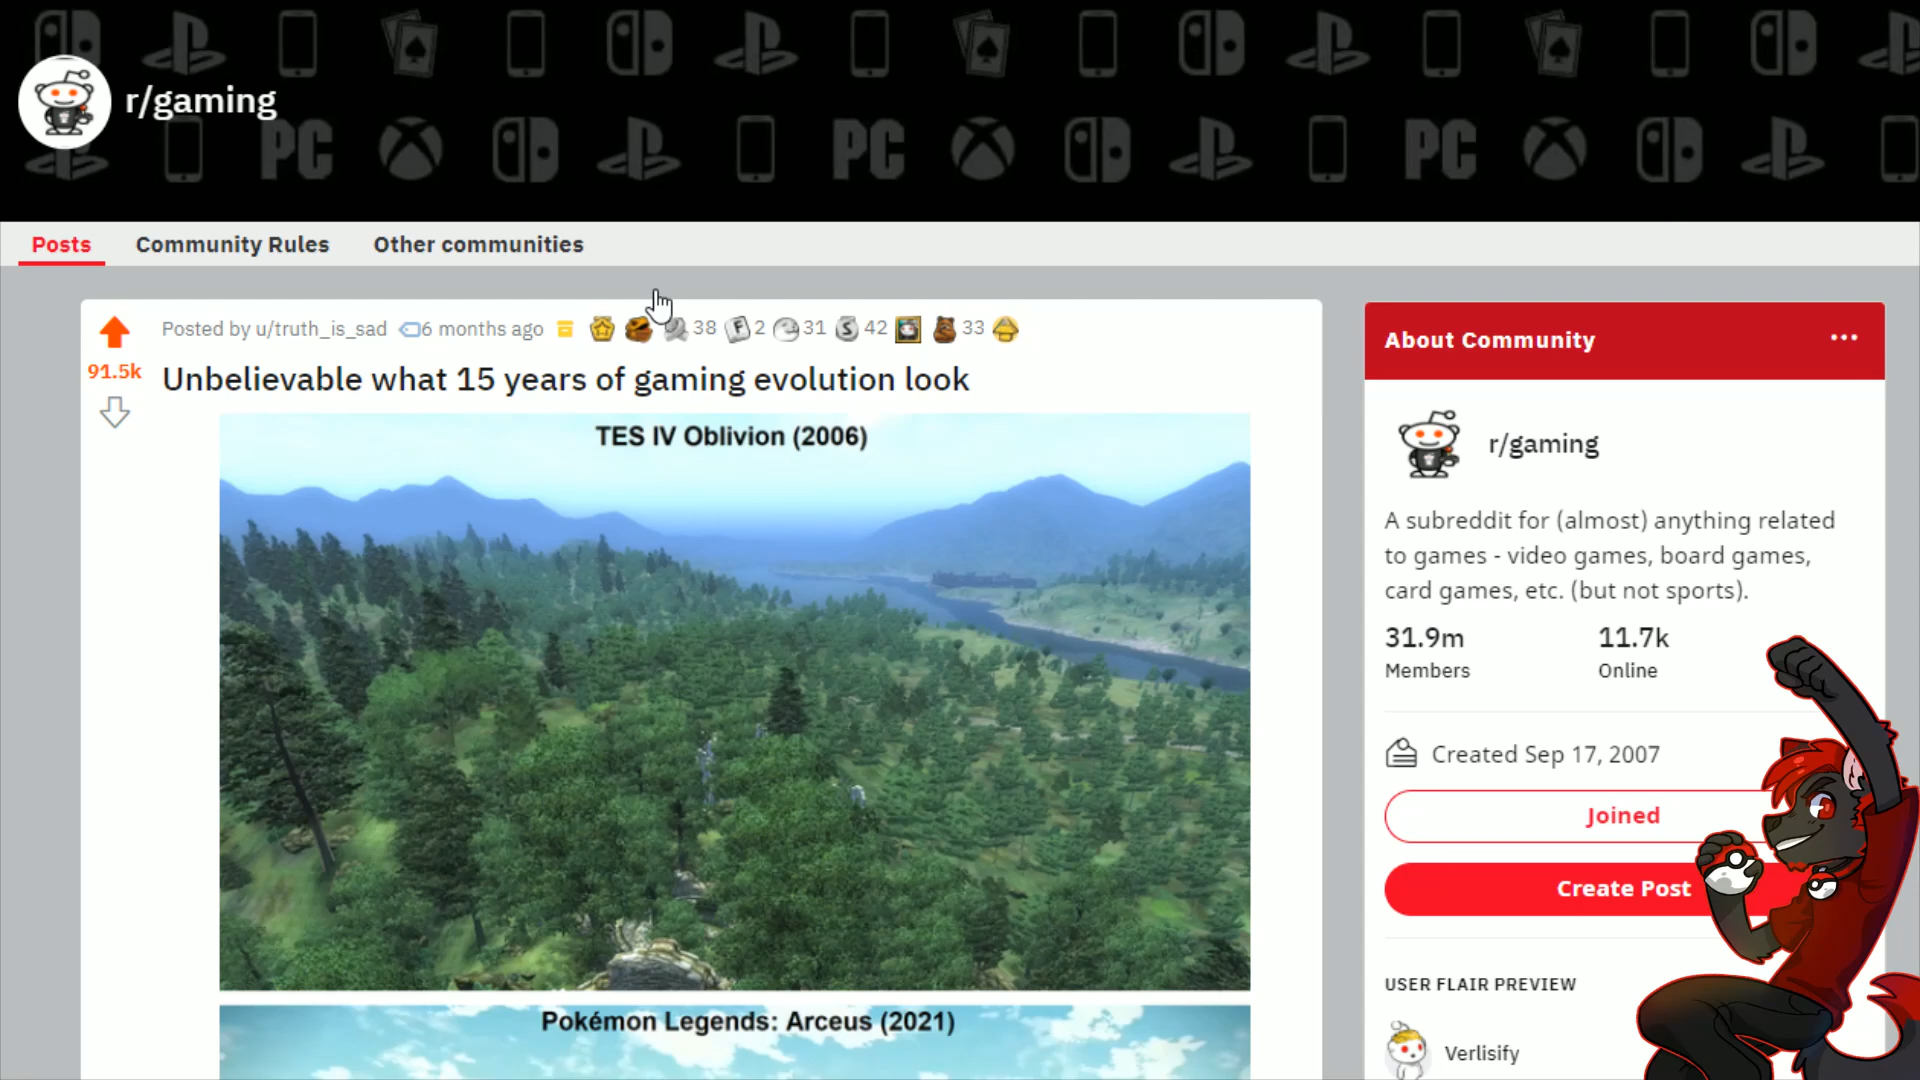 r/gaming
PC PC PC
Posts Community Rules Other communities
Posted by u/truth_is_sad 6 months ago 38 F 2 31 S 42 33
91.5k
Unbelievable what 15 years of gaming evolution look
TES IV Oblivion (2006)
Pokémon Legends: Arceus (2021)
About Community
r/gaming
A subreddit for (almost) anything related
to games - video games, board games,
card games, etc. (but not sports).
31.9m 11.7k
Members Online
Created Sep 17, 2007
Joined
Create Post
USER FLAIR PREVIEW
Verlisify